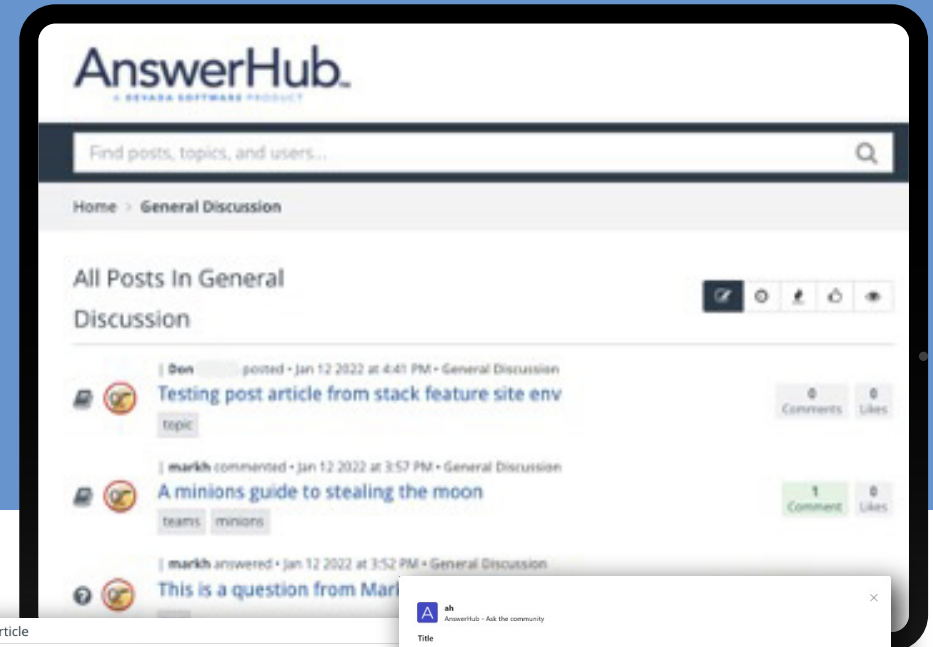 AnswerHub™
A DEVADA SOFTWARE PRODUCT
Find posts, topics, and users...
Home > General Discussion
All Posts In General
Discussion
| Don posted • Jan 12 2022 at 4:41 PM • General Discussion
Testing post article from stack feature site env
0 Comments 0 Likes
topic
| markh commented • Jan 12 2022 at 3:57 PM • General Discussion
A minions guide to stealing the moon
1 Comment 0 Likes
teams minions
| markh answered • Jan 12 2022 at 3:52 PM • General Discussion
This is a question from Mar
A ah
AnswerHub - Ask the community
rticle
Title